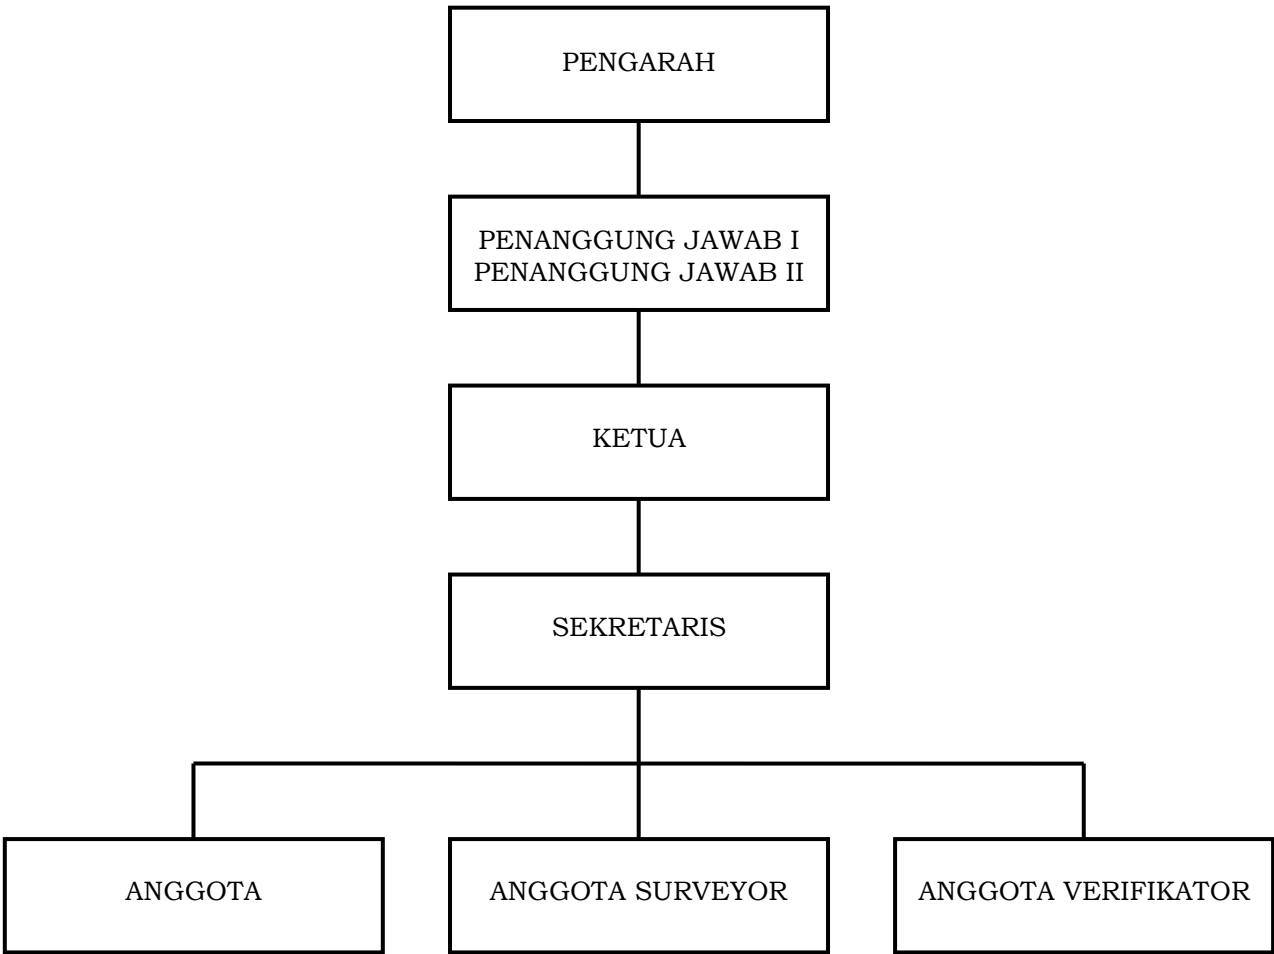 PENGARAH
PENANGGUNG JAWAB I
PENANGGUNG JAWAB II
KETUA
SEKRETARIS
ANGGOTA
ANGGOTA SURVEYOR
ANGGOTA VERIFIKATOR